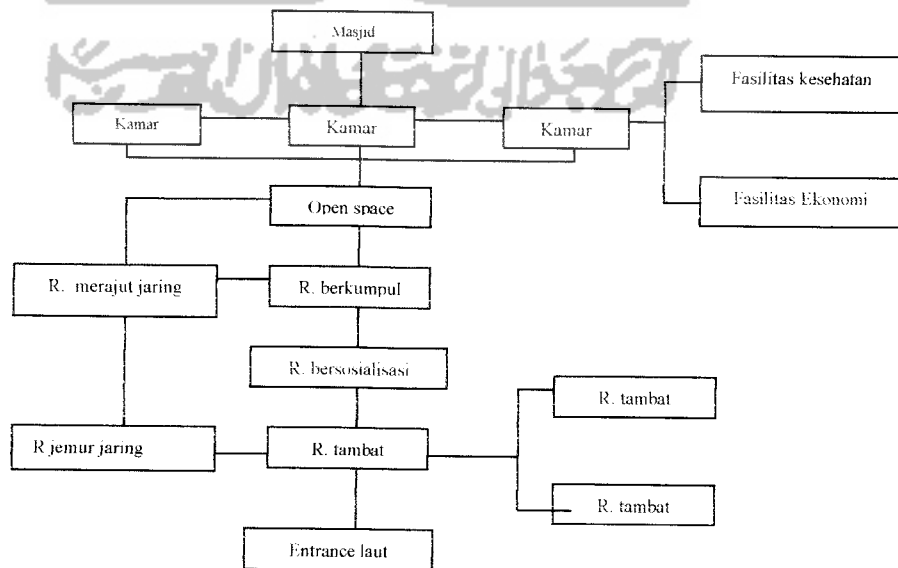 Masjid
Fasilitas kesehatan
Kamar
Kamar
Kamar
Fasilitas Ekonomi
Open space
R. merajut jaring
R. berkumpul
R. bersosialisasi
R. tambat
R jemur jaring
R. tambat
R. tambat
Entrance laut